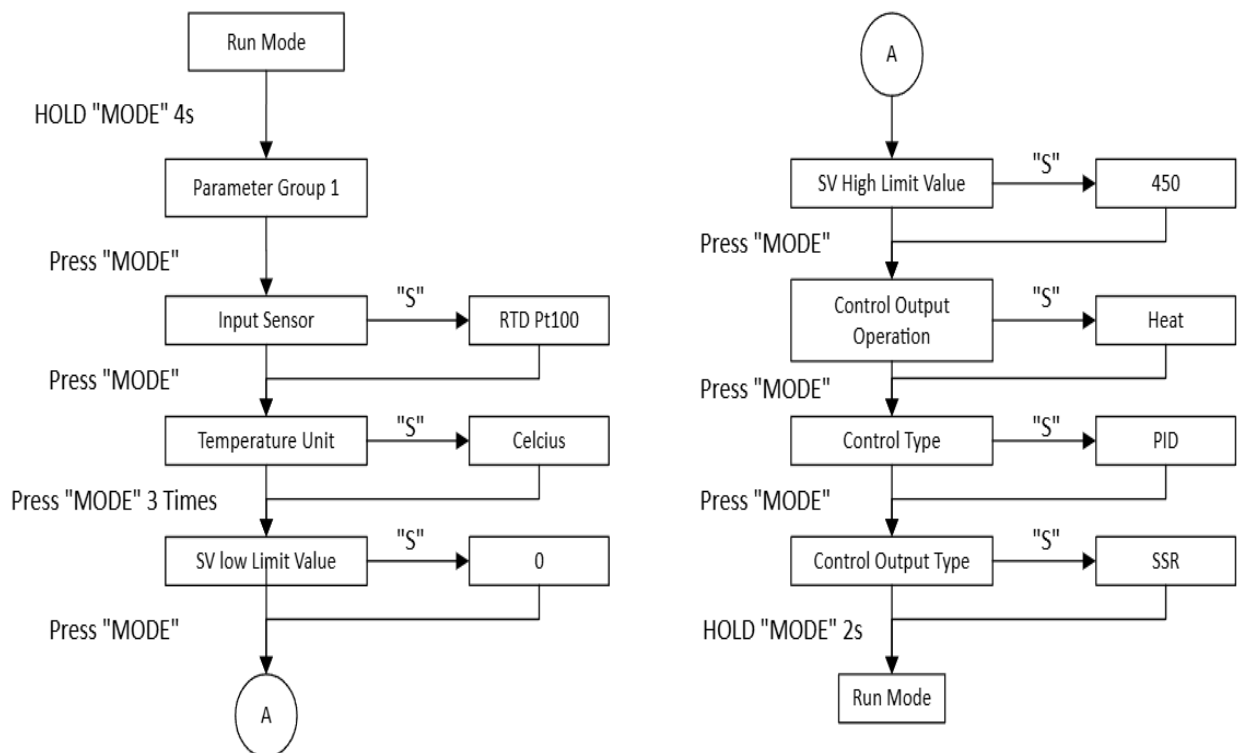 Run Mode
HOLD "MODE" 4s
Parameter Group 1
Press "MODE"
Input Sensor
"S"
RTD Pt100
Press "MODE"
Temperature Unit
"S"
Celcius
Press "MODE" 3 Times
SV low Limit Value
"S"
0
Press "MODE"
A
A
SV High Limit Value
"S"
450
Press "MODE"
Control Output
Operation
"S"
Heat
Press "MODE"
Control Type
"S"
PID
Press "MODE"
Control Output Type
"S"
SSR
HOLD "MODE" 2s
Run Mode